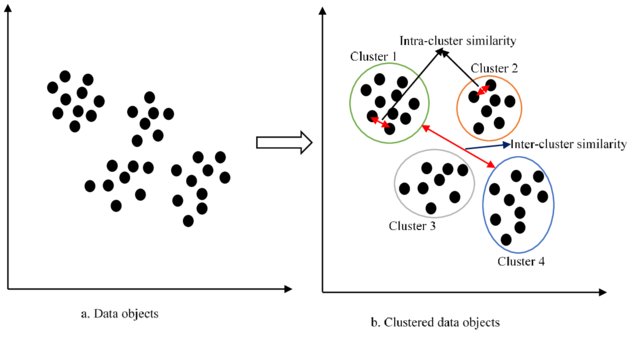 Intra-cluster similarity
Cluster 1
Cluster 2
Inter-cluster similarity
Cluster 3
Cluster 4
a. Data objects
b. Clustered data objects